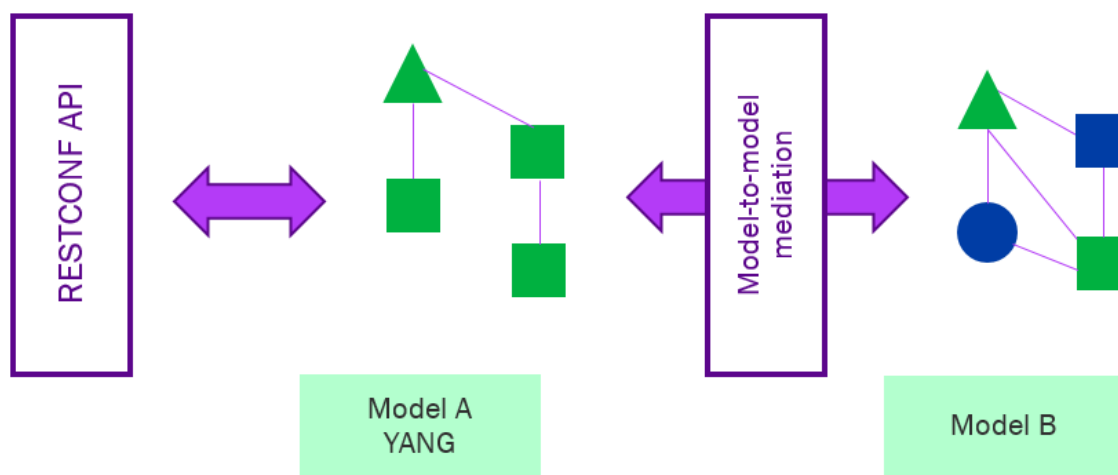 RESTCONF API
Model-to-model
mediation
Model A
YANG
Model B